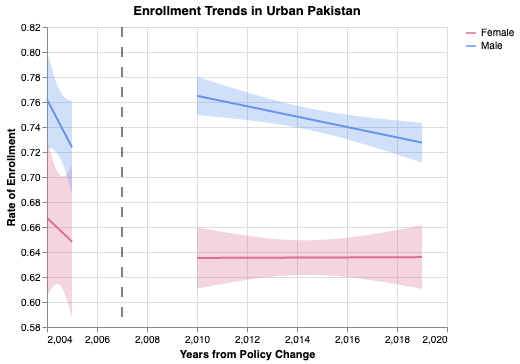 Enrollment Trends in Urban Pakistan
Female
Male
Rate of Enrollment
0.82
0.80
0.78
0.76
0.74
0.72
0.70
0.68
0.66
0.64
0.62
0.60
0.58
2,004 2,006 2,008 2,010 2,012 2,014 2,016 2,018 2,020
Years from Policy Change